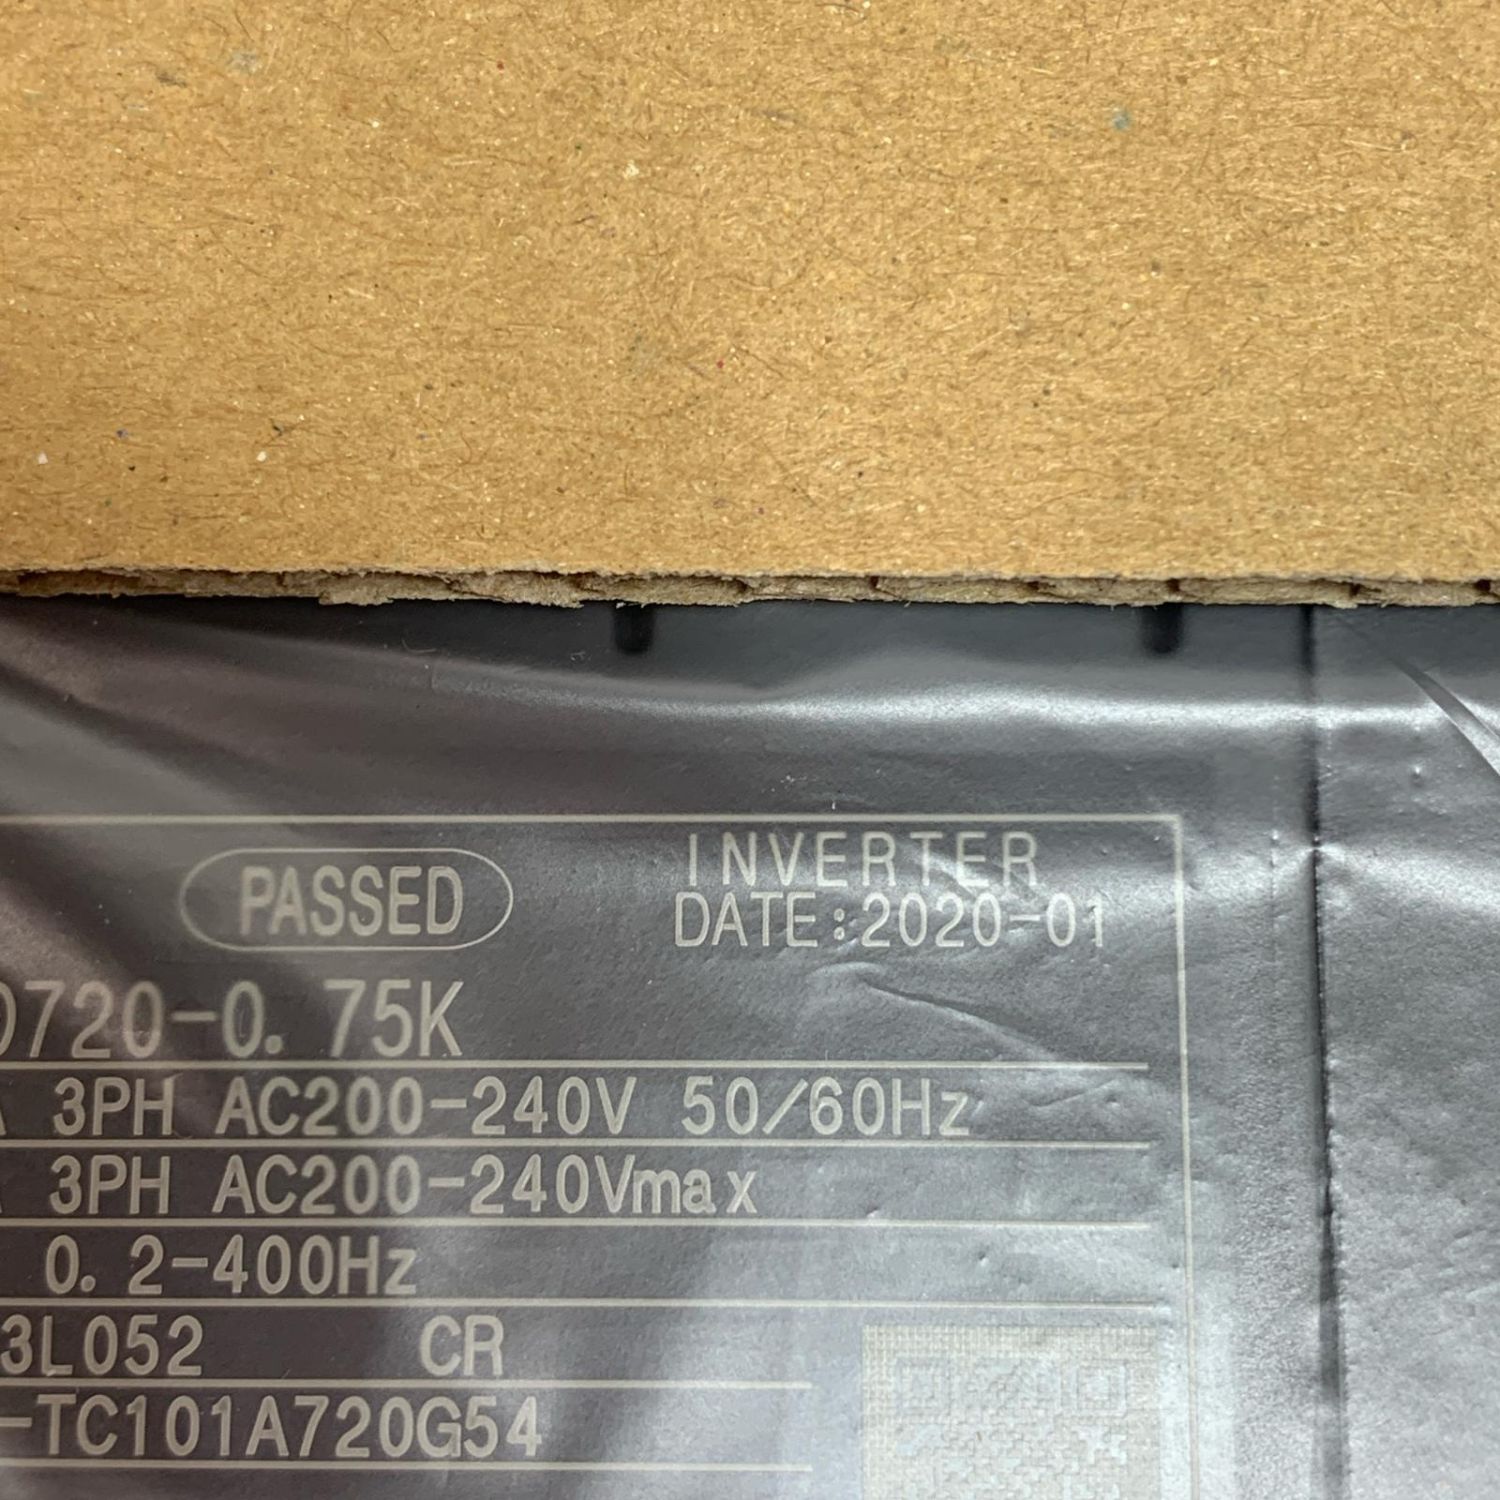 INVERTER
PASSED DATE:2020-01
D720-0.75K
A 3PH AC200-240V 50/60Hz
A 3PH AC200-240Vmax
0.2-400Hz
3L052 CR
-TC101A720G54